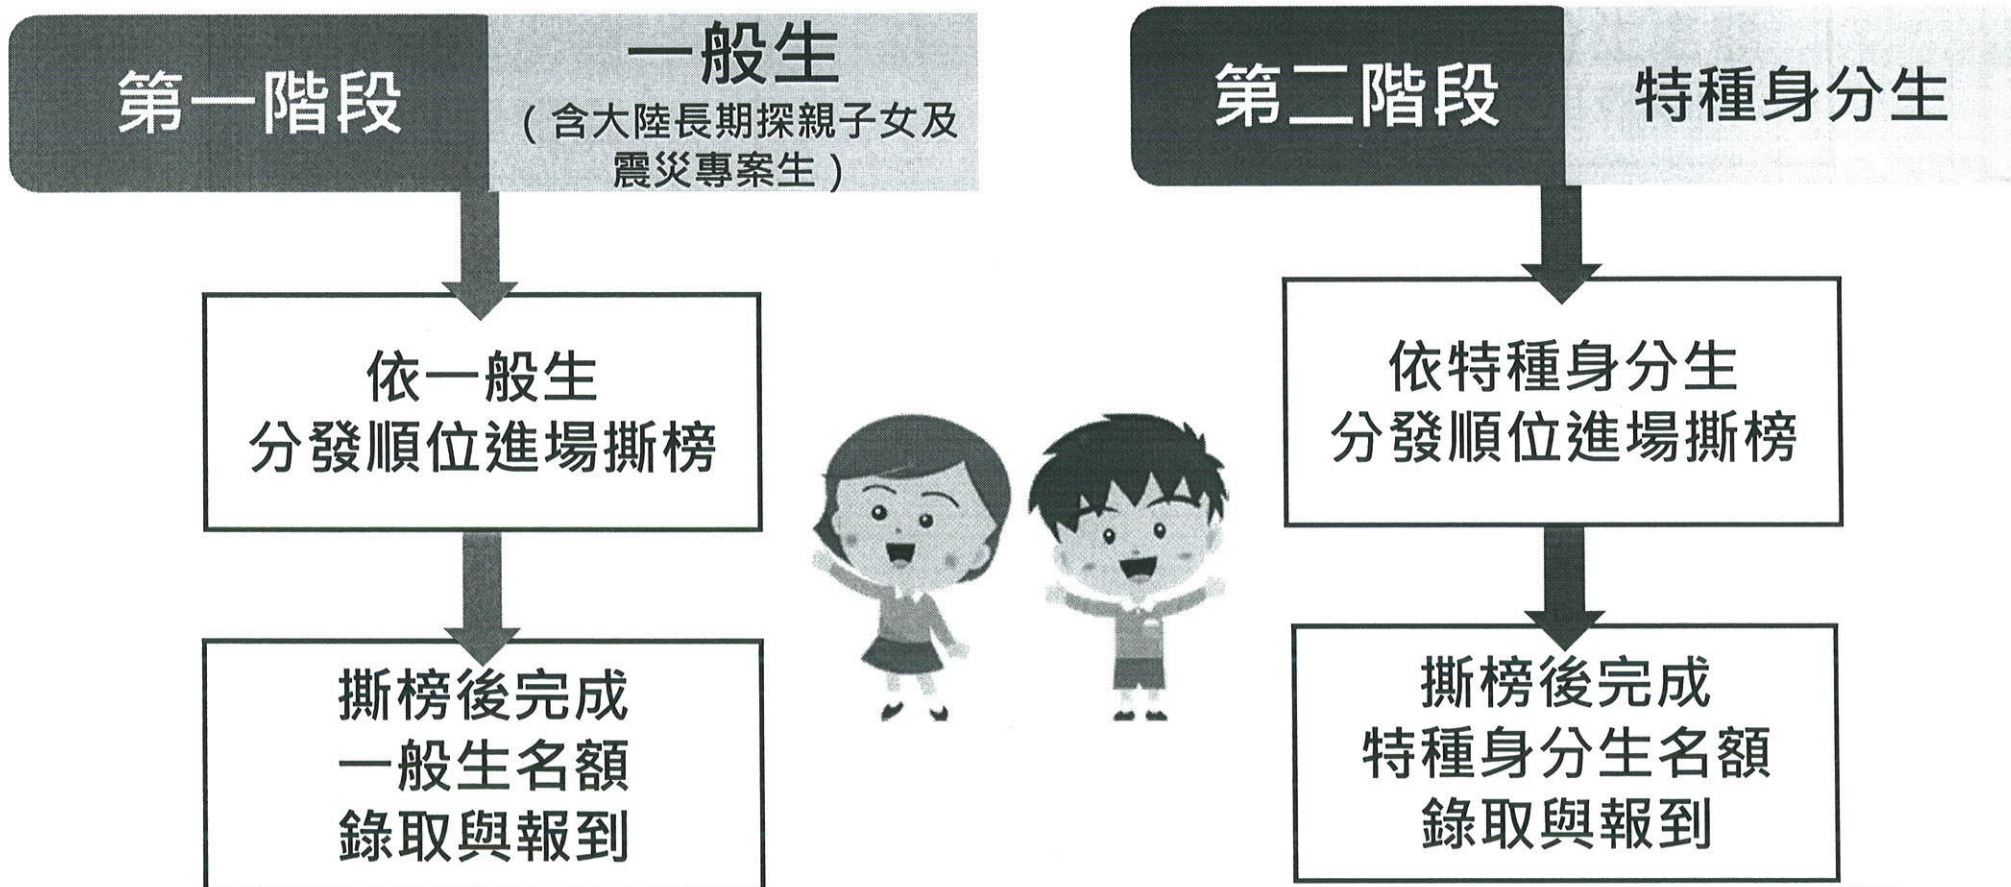 第一階段
一般生
(含大陸長期探親子女及
震災專案生)
依一般生
分發順位進場撕榜
撕榜後完成
一般生名額
錄取與報到
第二階段
特種身分生
依特種身分生
分發順位進場撕榜
撕榜後完成
特種身分生名額
錄取與報到